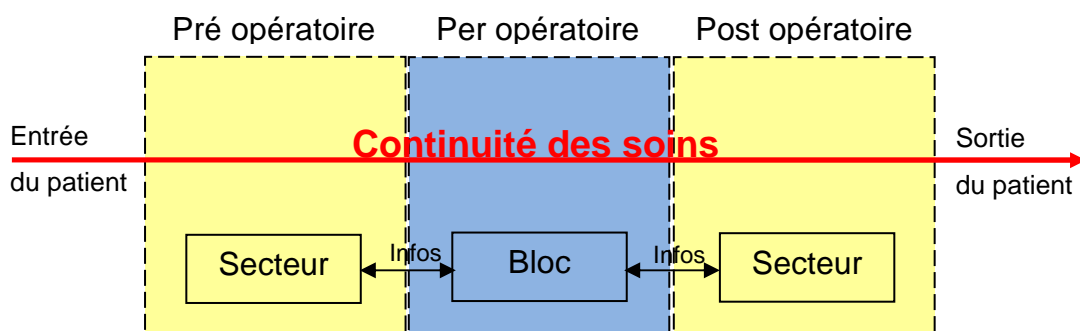 Pré opératoire Per opératoire Post opératoire
Entrée
du patient
Continuité des soins
Sortie
du patient
Secteur Infos Bloc Infos Secteur